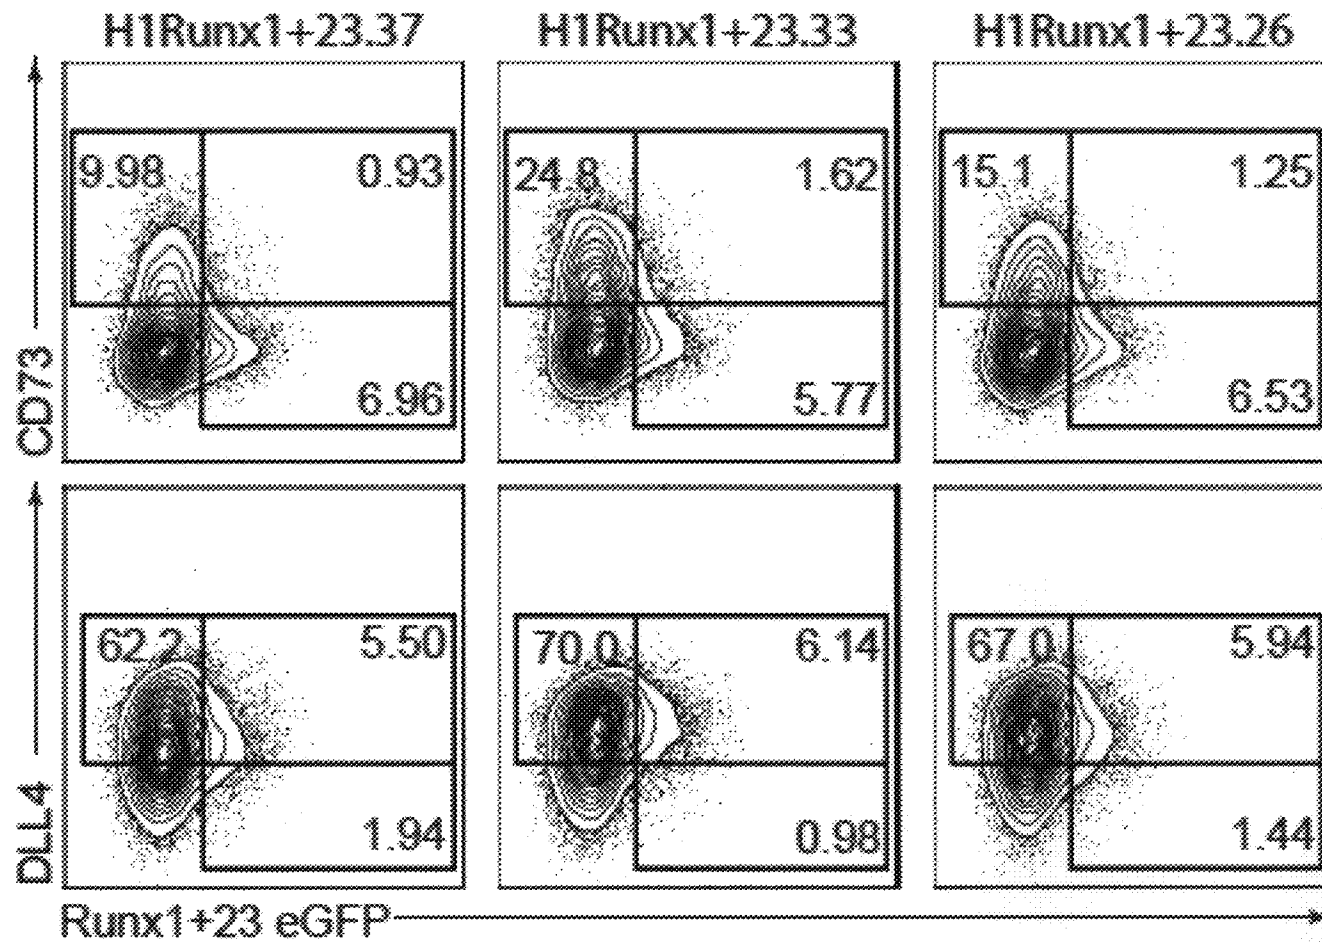 H1Runx1+23.37 H1Runx1+23.33 H1Runx1+23.26
CD73
9.98 0.93 24.8 1.62 15.1 1.25
6.96 5.77 6.53
DLL4
62.2 5.50 70.0 6.14 67.0 5.94
1.94 0.98 1.44
Runx1+23 eGFP